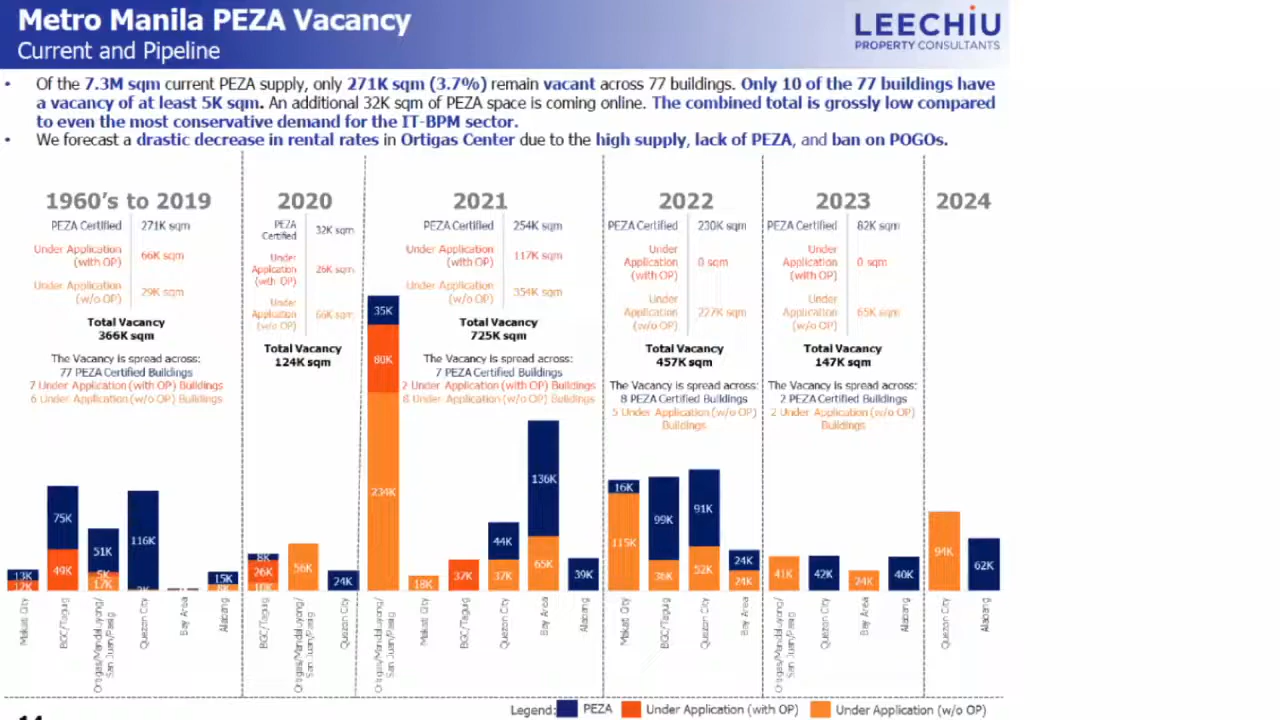 Metro Manila PEZA Vacancy
Current and Pipeline
LEECHIU
PROPERTY CONSULTANTS
• Of the 7.3M sqm current PEZA supply, only 271K sqm (3.7%) remain vacant across 77 buildings. Only 10 of the 77 buildings have
a vacancy of at least 5K sqm. An additional 32K sqm of PEZA space is coming online. The combined total is grossly low compared
to even the most conservative demand for the IT-BPM sector.
• We forecast a drastic decrease in rental rates in Ortigas Center due to the high supply, lack of PEZA, and ban on POGOs.
1960's to 2019
PEZA Certified 271K sqm
Under Application
(with OP) 66K sqm
Under Application
(w/o OP) 29K sqm
Total Vacancy
366K sqm
The Vacancy is spread across:
77 PEZA Certified Buildings
7 Under Application (with OP) Buildings
6 Under Application (w/o OP) Buildings
13K
12K
75K
49K
51K
5K
17K
116K
15K
Makati City
BGC/Taguig
Ortigas/Mandaluyong/
San Juan/Pasig
Quezon City
Bay Area
Alabang
2020
PEZA
Certified 32K sqm
Under
Application
(with OP) 26K sqm
Under
Application
(w/o OP) 66K sqm
Total Vacancy
124K sqm
8K
26K
10K
56K
24K
BGC/Taguig
Ortigas/Mandaluyong/
San Juan/Pasig
Quezon City
2021
PEZA Certified 254K sqm
Under Application
(with OP) 117K sqm
Under Application
(w/o OP) 354K sqm
Total Vacancy
725K sqm
The Vacancy is spread across:
7 PEZA Certified Buildings
2 Under Application (with OP) Buildings
8 Under Application (w/o OP) Buildings
35K
80K
234K
18K
37K
44K
37K
136K
65K
39K
Ortigas/Mandaluyong/
San Juan/Pasig
Makati City
BGC/Taguig
Quezon City
Bay Area
Alabang
2022
PEZA Certified 230K sqm
Under
Application
(with OP) 0 sqm
Under
Application
(w/o OP) 227K sqm
Total Vacancy
457K sqm
The Vacancy is spread across:
8 PEZA Certified Buildings
5 Under Application (w/o OP)
Buildings
16K
115K
99K
36K
91K
52K
24K
24K
Makati City
BGC/Taguig
Quezon City
Bay Area
2023
PEZA Certified 82K sqm
Under
Application
(with OP) 0 sqm
Under
Application
(w/o OP) 65K sqm
Total Vacancy
147K sqm
The Vacancy is spread across:
2 PEZA Certified Buildings
2 Under Application (w/o OP)
Buildings
41K
42K
24K
40K
Ortigas/Mandaluyong/
San Juan/Pasig
Quezon City
Bay Area
Alabang
2024
94K
62K
Quezon City
Alabang
Legend: PEZA Under Application (with OP) Under Application (w/o OP)